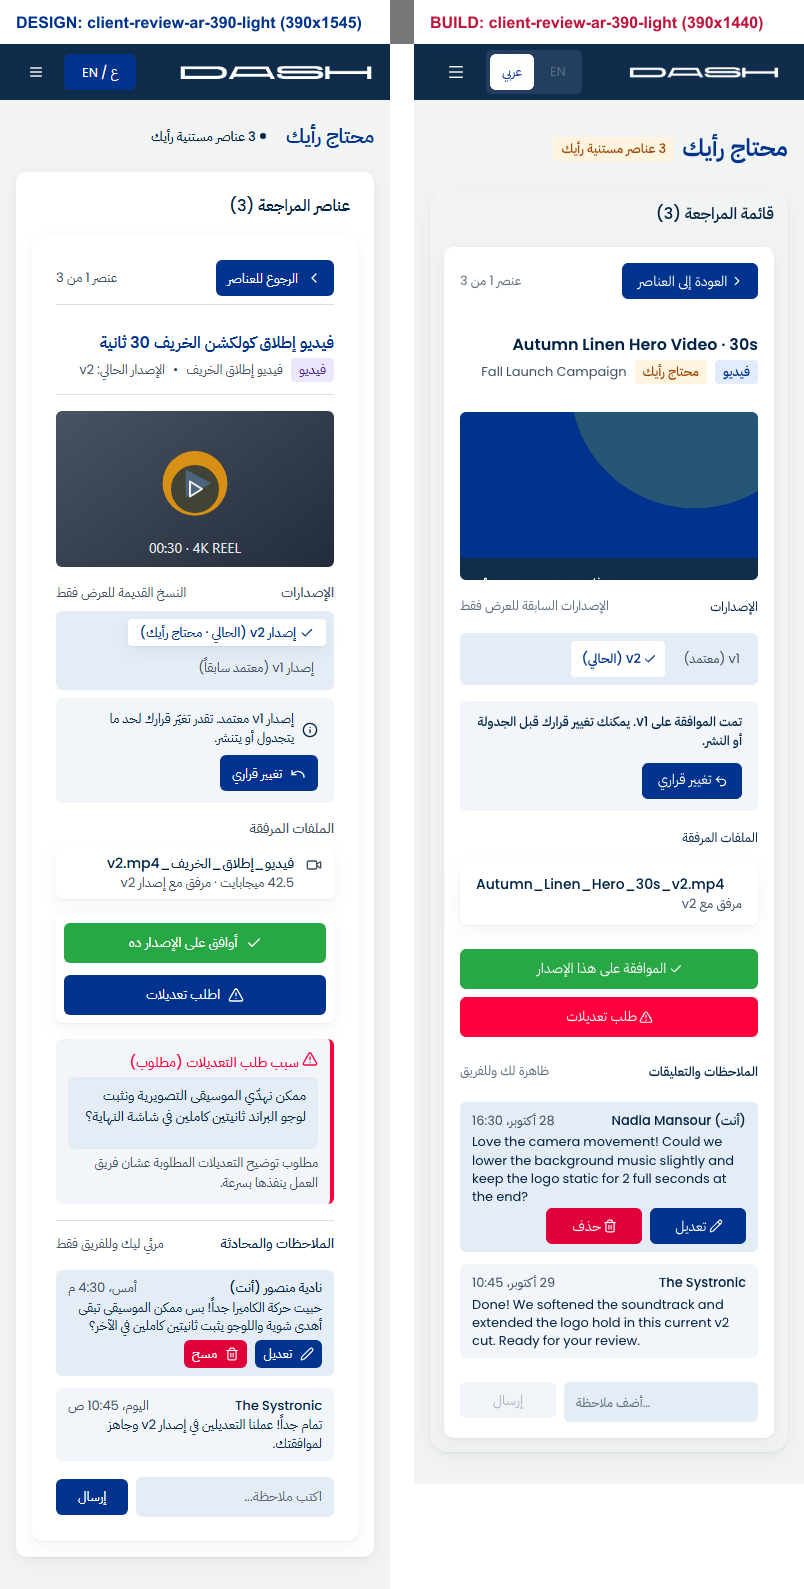 DESIGN: client-review-ar-390-light (390x1545)
DASH
EN / ع
محتاج رأيك
3 عناصر مستنية رأيك
عناصر المراجعة (3)
الرجوع للعناصر
عنصر 1 من 3
فيديو إطلاق كولكشن الخريف 30 ثانية
فيديو
فيديو إطلاق الخريف • الإصدار الحالي: v2
00:30 · 4K REEL
الإصدارات
النسخ القديمة للعرض فقط
إصدار v2 (الحالي · محتاج رأيك)
إصدار v1 (معتمد سابقاً)
إصدار v1 معتمد. تقدر تغيّر قرارك لحد ما
يتجدول أو يتنشر.
تغيير قراري
الملفات المرفقة
فيديو_إطلاق_الخريف_v2.mp4
42.5 ميجابايت · مرفق مع إصدار v2
أوافق على الإصدار ده
اطلب تعديلات
سبب طلب التعديلات (مطلوب)
ممكن نهدّي الموسيقى التصويرية ونثبت
لوجو البراند ثانيتين كاملين في شاشة النهاية؟
مطلوب توضيح التعديلات المطلوبة عشان فريق
العمل ينفذها بسرعة.
الملاحظات والمحادثة
مرئي ليك وللفريق فقط
نادية منصور (أنت)
أمس، 4:30 م
حبيت حركة الكاميرا جداً! بس ممكن الموسيقى تبقى
أهدى شوية واللوجو يثبت ثانيتين كاملين في الآخر؟
تعديل
مسح
The Systronic
اليوم، 10:45 ص
تمام جداً! عملنا التعديلين في إصدار v2 وجاهز
لموافقتك.
اكتب ملاحظة...
إرسال
BUILD: client-review-ar-390-light (390x1440)
DASH
EN
عربي
محتاج رأيك
3 عناصر مستنية رأيك
قائمة المراجعة (3)
العودة إلى العناصر
عنصر 1 من 3
Autumn Linen Hero Video · 30s
فيديو
محتاج رأيك
Fall Launch Campaign
الإصدارات
الإصدارات السابقة للعرض فقط
v1 (معتمد)
v2 (الحالي)
تمت الموافقة على v1. يمكنك تغيير قرارك قبل الجدولة
أو النشر.
تغيير قراري
الملفات المرفقة
Autumn_Linen_Hero_30s_v2.mp4
مرفق مع v2
الموافقة على هذا الإصدار
طلب تعديلات
الملاحظات والتعليقات
ظاهرة لك وللفريق
Nadia Mansour (أنت)
28 أكتوبر، 16:30
Love the camera movement! Could we
lower the background music slightly and
keep the logo static for 2 full seconds at
the end?
تعديل
حذف
The Systronic
29 أكتوبر، 10:45
Done! We softened the soundtrack and
extended the logo hold in this current v2
cut. Ready for your review.
أضف ملاحظة...
إرسال